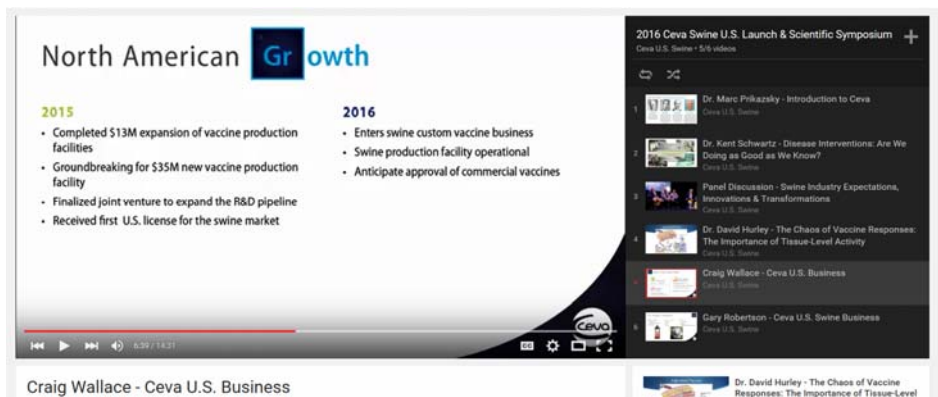 North American Growth
2015
• Completed $13M expansion of vaccine production
facilities
• Groundbreaking for $35M new vaccine production
facility
• Finalized joint venture to expand the R&D pipeline
• Received first U.S. license for the swine market
2016
• Enters swine custom vaccine business
• Swine production facility operational
• Anticipate approval of commercial vaccines
Ceva
6:39 / 14:31
CC
2016 Ceva Swine U.S. Launch & Scientific Symposium
Ceva U.S. Swine • 5/6 videos
1
Dr. Marc Prikazsky - Introduction to Ceva
Ceva U.S. Swine
2
Dr. Kent Schwartz - Disease Interventions: Are We
Doing as Good as We Know?
Ceva U.S. Swine
3
Panel Discussion - Swine Industry Expectations,
Innovations & Transformations
Ceva U.S. Swine
4
Dr. David Hurley - The Chaos of Vaccine Responses:
The Importance of Tissue-Level Activity
Ceva U.S. Swine
Craig Wallace - Ceva U.S. Business
Ceva U.S. Swine
6
Gary Robertson - Ceva U.S. Swine Business
Ceva U.S. Swine
Craig Wallace - Ceva U.S. Business
Dr. David Hurley - The Chaos of Vaccine
Responses: The Importance of Tissue-Level